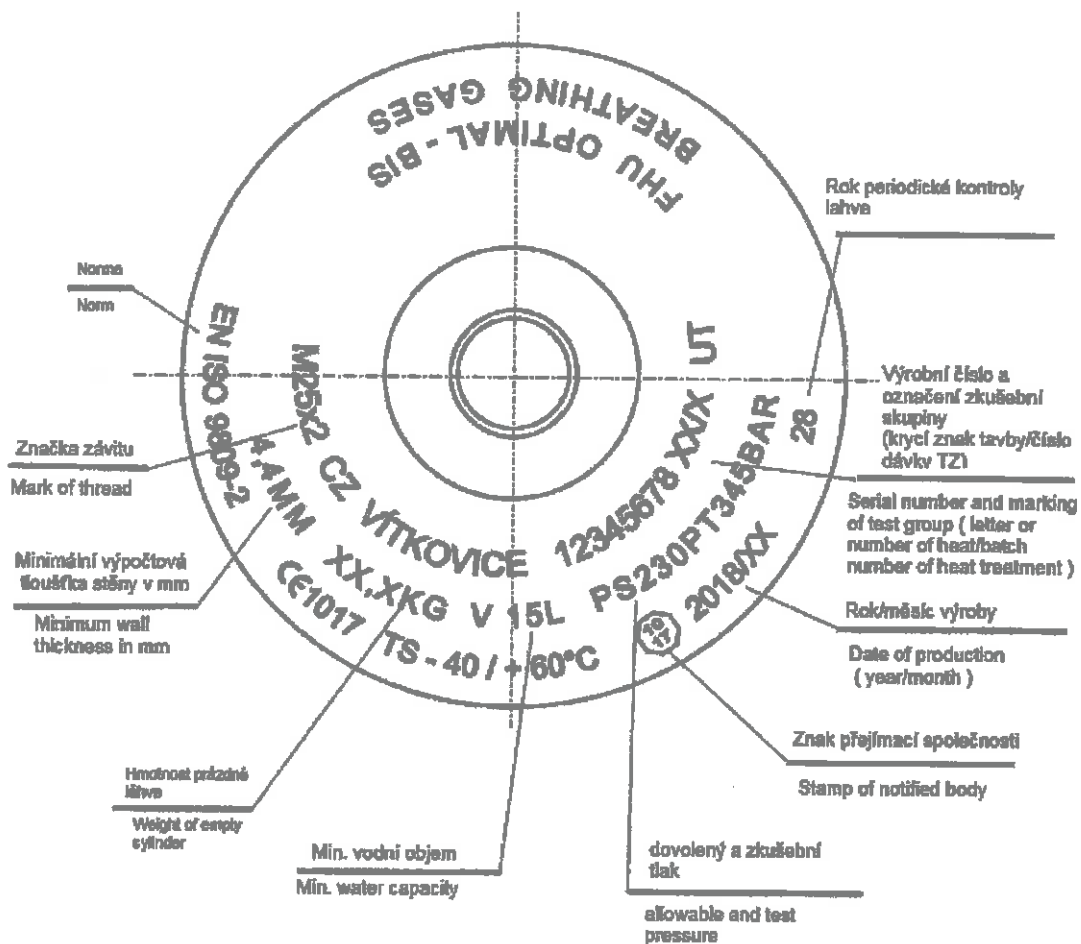 BREATHING GASES
FHU OPTIMAL - BIS
Rok periodické kontroly
lahve
Norma
Norm
EN ISO 9809-2
M25x2 CZ VÍTKOVICE 12345678 XX/X UT
4,4MM XX,XKG V 15L PS230PT345BAR
CE1017 TS - 40 / + 60°C
10
17
2018/XX
28
Výrobní číslo a
označení zkušební
skupiny
(krycí znak tavby/číslo
dávky TZ)
Serial number and marking
of test group ( letter or
number of heat/batch
number of heat treatment )
Značka závitu
Mark of thread
Minimální výpočtová
tloušťka stěny v mm
Minimum wall
thickness in mm
Rok/měsíc výroby
Date of production
( year/month )
Znak přejímací společnosti
Stamp of notified body
Hmotnost prázdné
láhve
Weight of empty
cylinder
Min. vodní objem
Min. water capacity
dovolený a zkušební
tlak
allowable and test
pressure